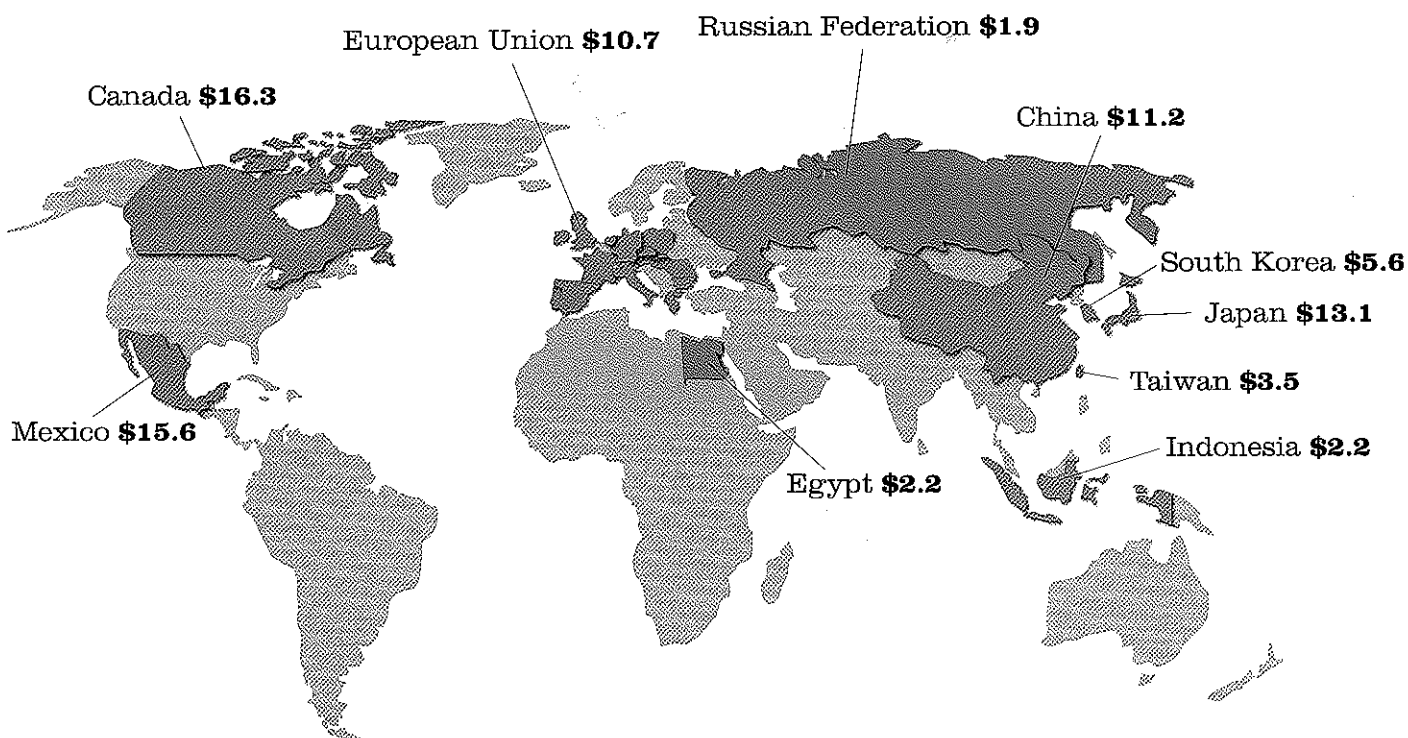 Russian Federation $1.9
European Union $10.7
Canada $16.3
China $11.2
South Korea $5.6
Japan $13.1
Taiwan $3.5
Mexico $15.6
Indonesia $2.2
Egypt $2.2